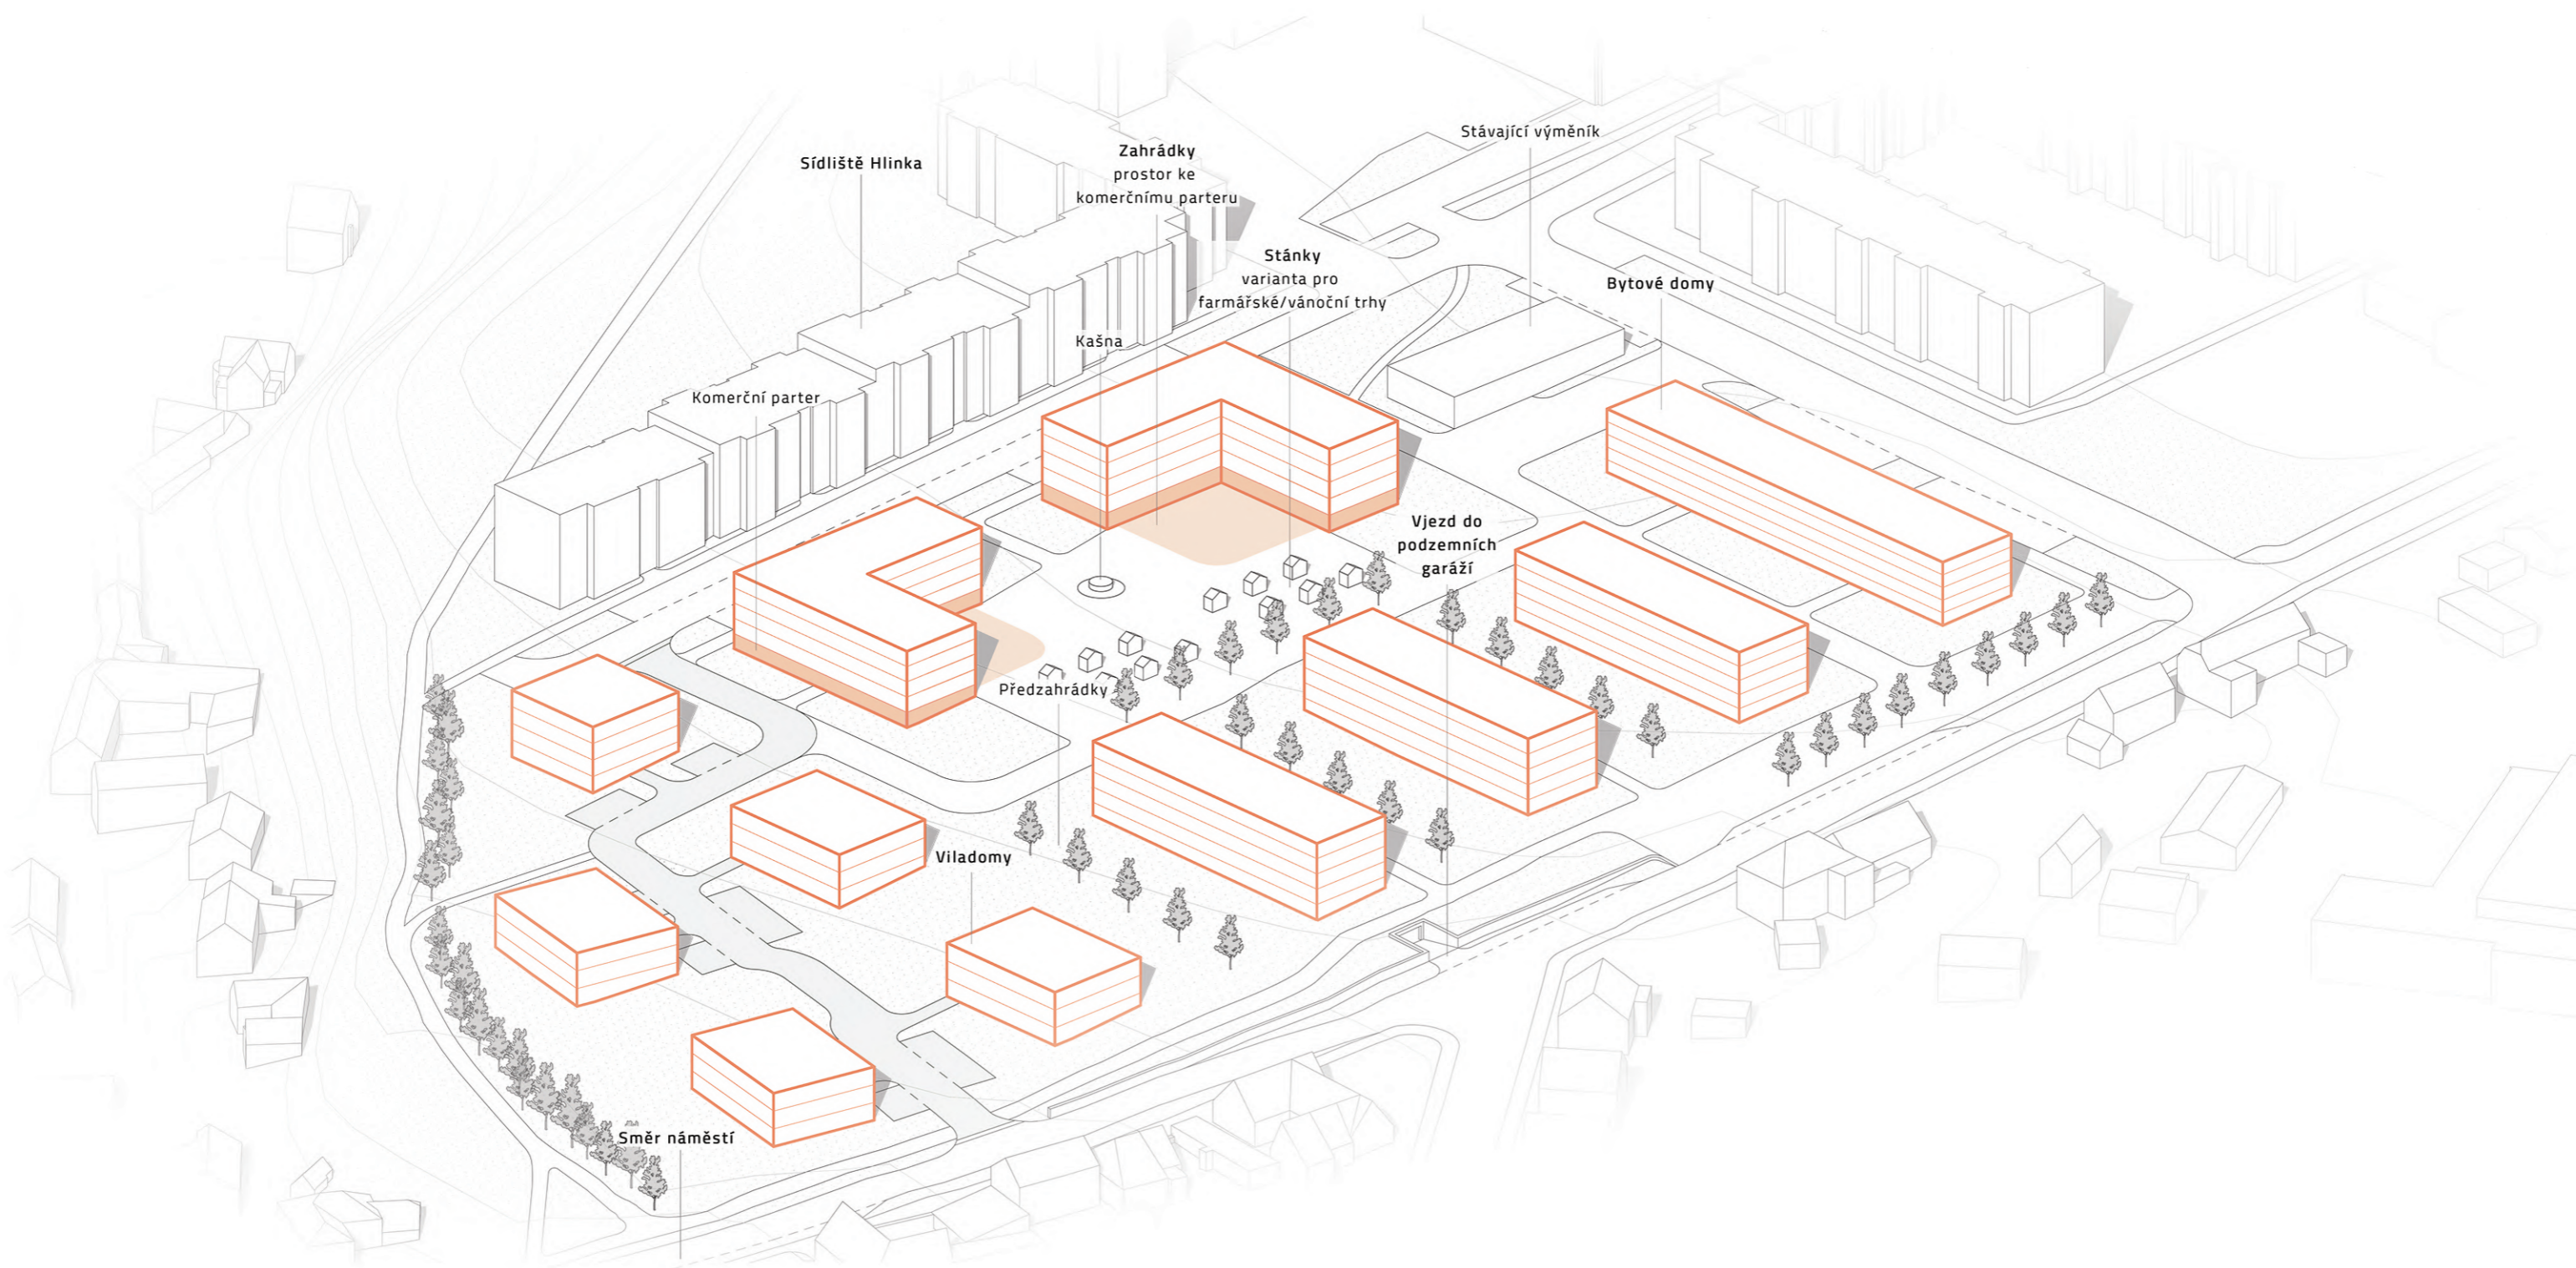 Stávající výměník
Zahrádky
prostor ke
komerčnímu parteru
Sídliště Hlinka
Stánky
varianta pro
farmářské/vánoční trhy
Bytové domy
Kašna
Komerční parter
Vjezd do
podzemních
garáží
Předzahrádky
Viladomy
Směr náměstí